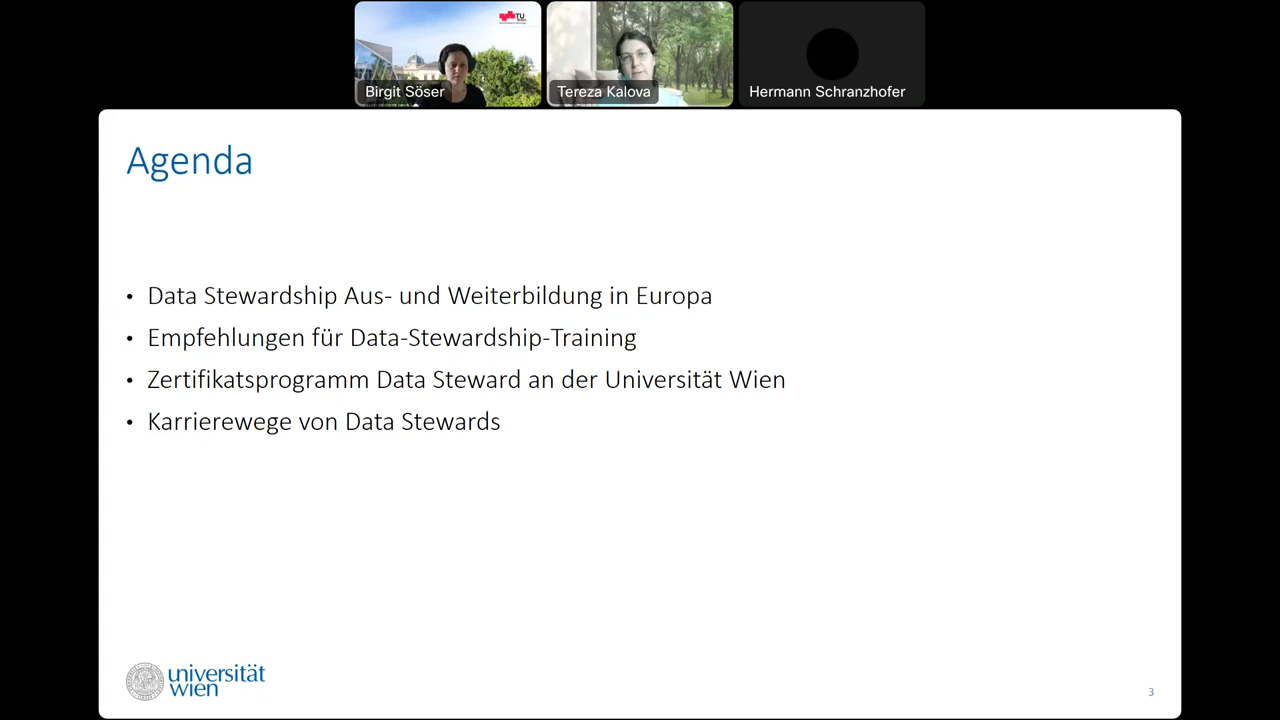 TU
Birgit Söser
Tereza Kalova
Hermann Schranzhofer
Agenda
• Data Stewardship Aus- und Weiterbildung in Europa
• Empfehlungen für Data-Stewardship-Training
• Zertifikatsprogramm Data Steward an der Universität Wien
• Karrierewege von Data Stewards
universität
wien
3